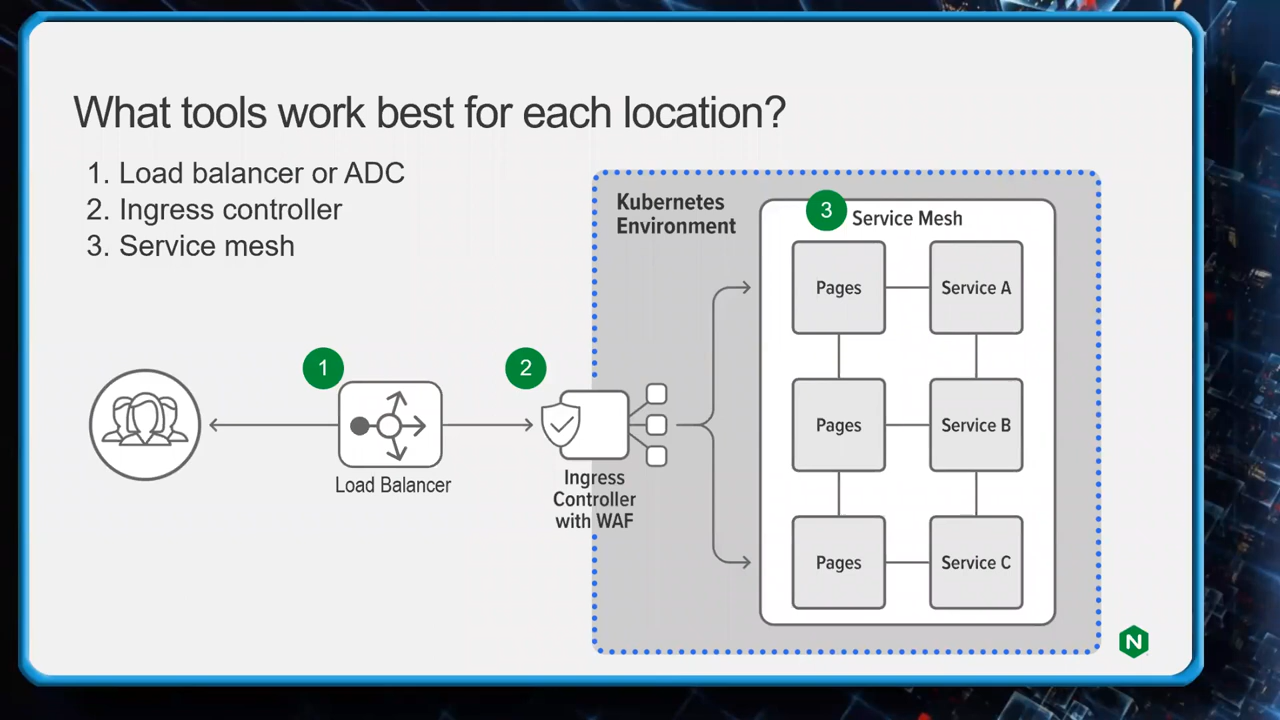 What tools work best for each location?
1. Load balancer or ADC
2. Ingress controller
3. Service mesh
Kubernetes
Environment
3
Service Mesh
Pages
Service A
1
2
Pages
Service B
Load Balancer
Ingress
Controller
with WAF
Pages
Service C
N